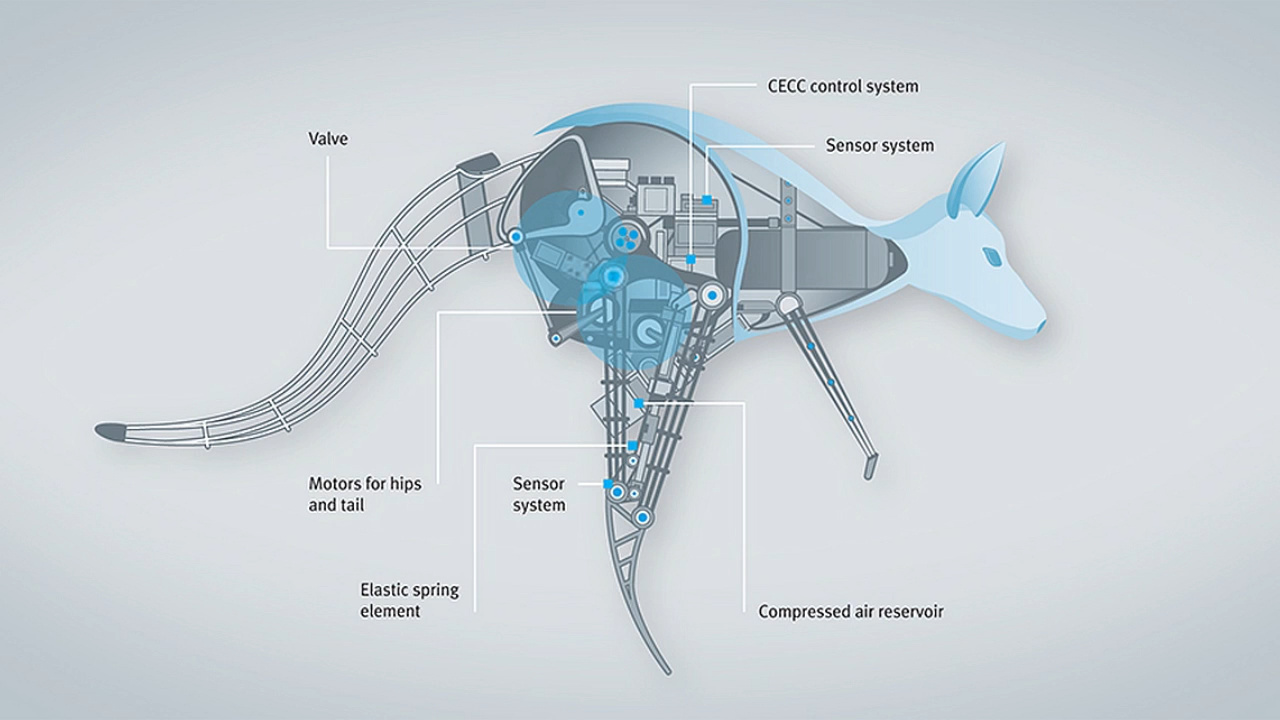 CECC control system
Valve
Sensor system
Motors for hips
and tail
Sensor
system
Elastic spring
element
Compressed air reservoir